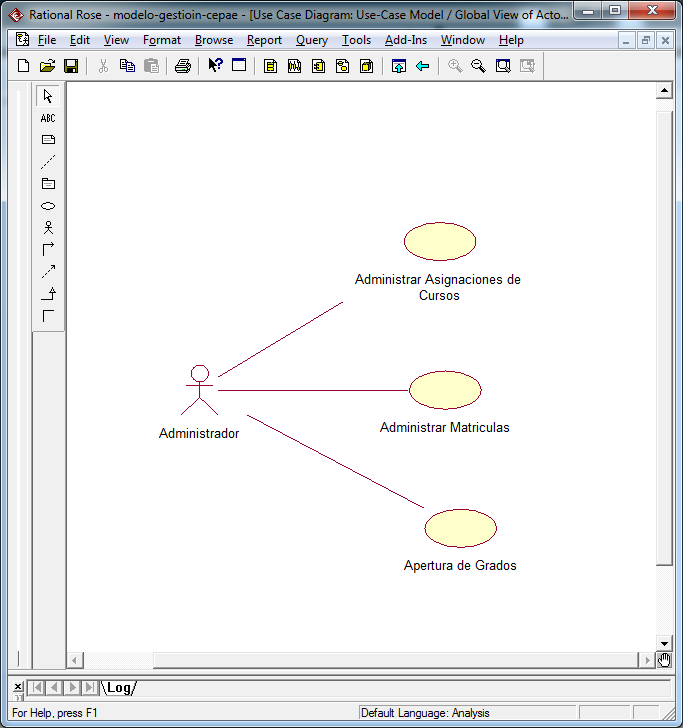 Rational Rose - modelo-gestioin-cepae - [Use Case Diagram: Use-Case Model / Global View of Acto...
File Edit View Format Browse Report Query Tools Add-Ins Window Help
ABC
Administrar Asignaciones de
Cursos
Administrador
Administrar Matriculas
Apertura de Grados
Log
For Help, press F1
Default Language: Analysis